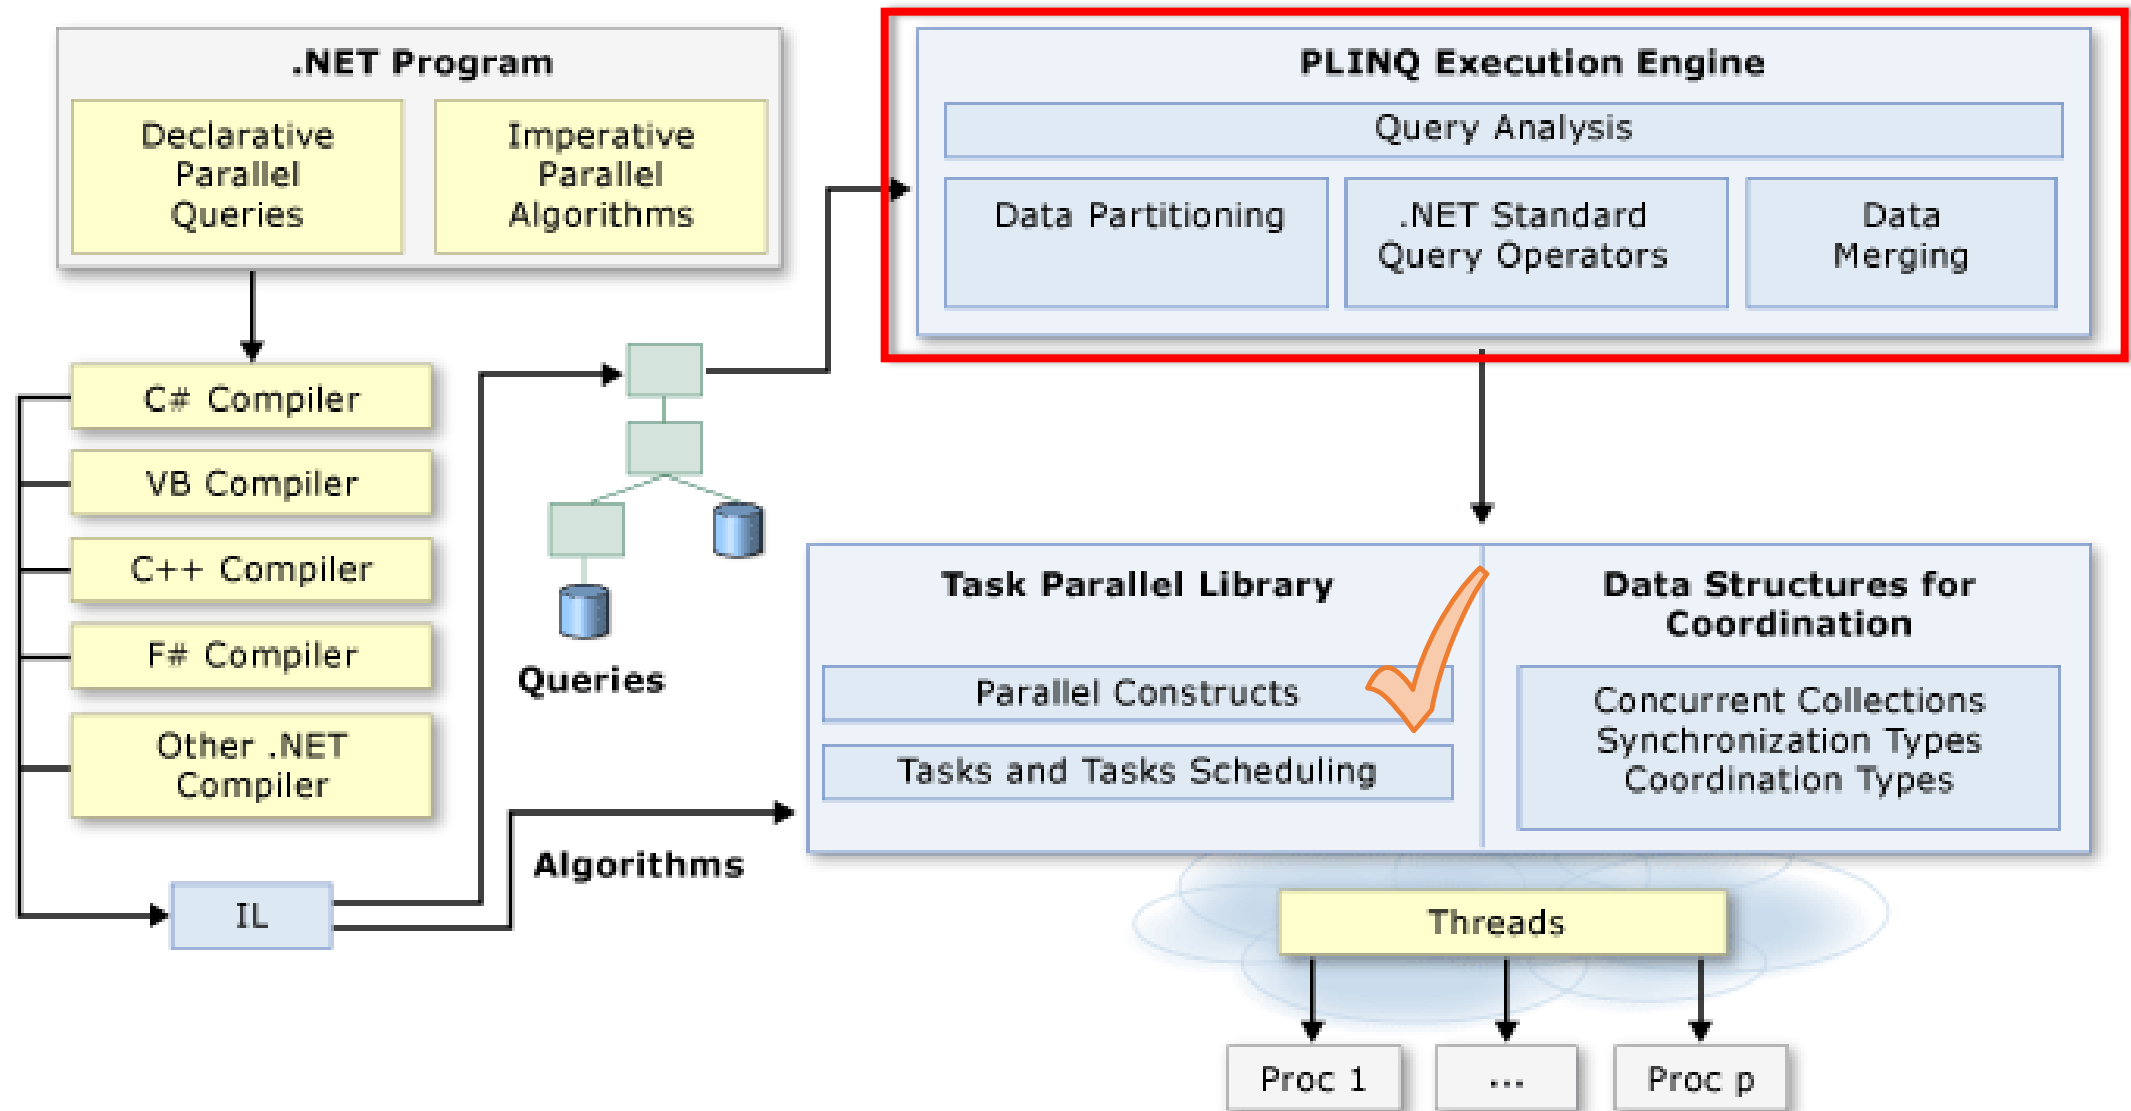 .NET Program
Declarative
Parallel
Queries
Imperative
Parallel
Algorithms
C# Compiler
VB Compiler
C++ Compiler
F# Compiler
Other .NET
Compiler
IL
Queries
Algorithms
PLINQ Execution Engine
Query Analysis
Data Partitioning
.NET Standard
Query Operators
Data
Merging
Task Parallel Library
Parallel Constructs
Tasks and Tasks Scheduling
Data Structures for
Coordination
Concurrent Collections
Synchronization Types
Coordination Types
Threads
Proc 1
...
Proc p